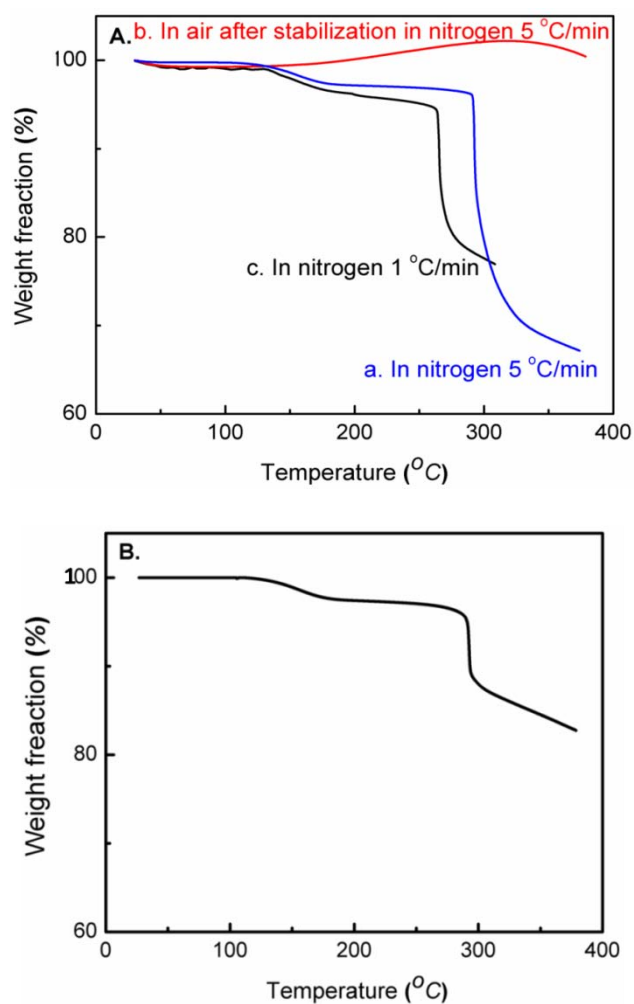 A.
b. In air after stabilization in nitrogen 5 °C/min
100
80
60
Weight freaction (%)
c. In nitrogen 1 °C/min
a. In nitrogen 5 °C/min
0 100 200 300 400
Temperature (°C)
B.
100
80
60
Weight freaction (%)
0 100 200 300 400
Temperature (°C)